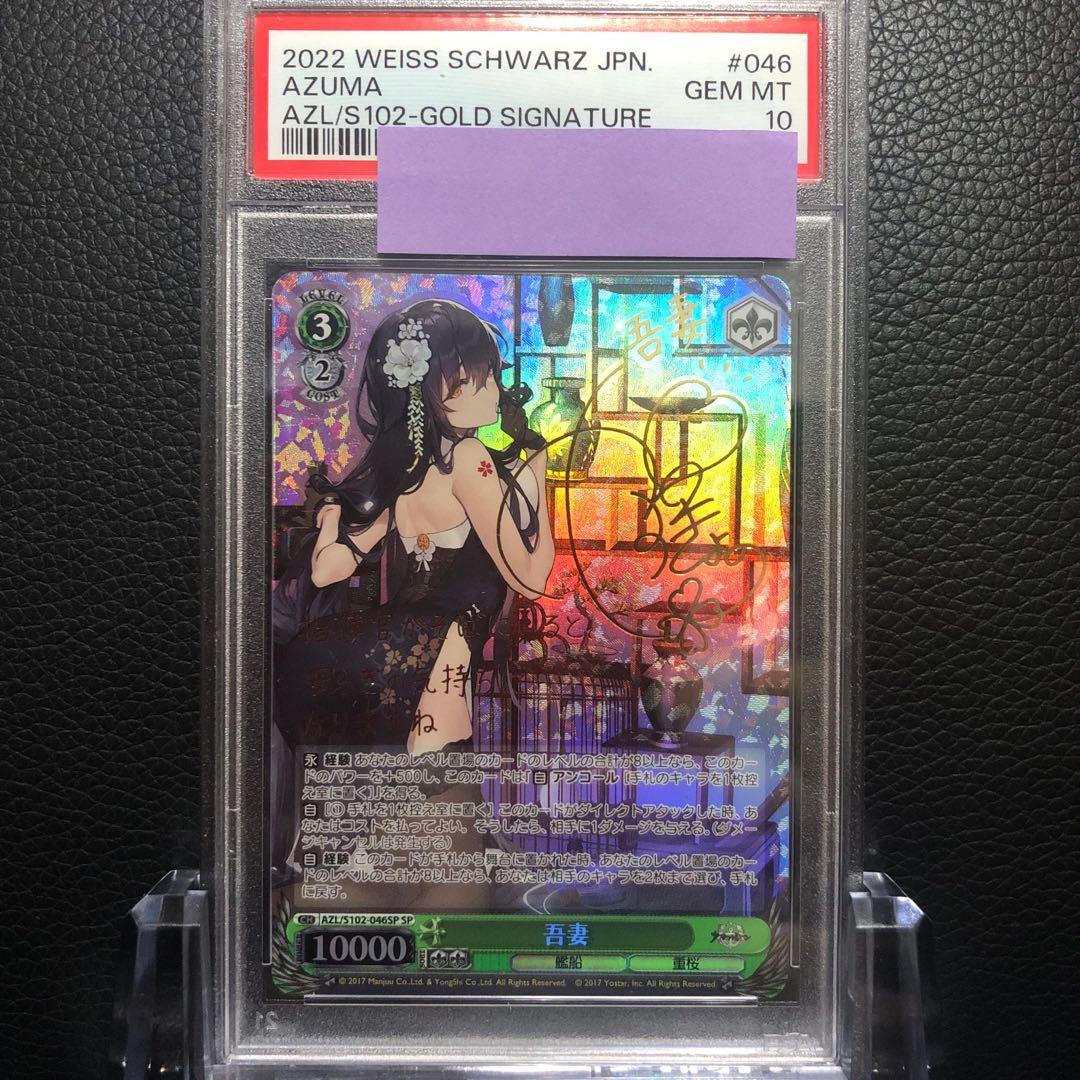 2022 WEISS SCHWARZ JPN. #046
AZUMA GEM MT
AZL/S102-GOLD SIGNATURE 10
LEVEL
3
2
COST
吾妻
気持ち
ね
永 経験 あなたのレベル置場のカードのレベルの合計が8以上なら、このカー
ドのパワーを+500し、このカードは「自 アンコール [手札のキャラを1枚控
え室に置く]」を得る。
自 [① 手札を1枚控え室に置く] このカードがダイレクトアタックした時、あ
なたはコストを払ってよい。そうしたら、相手に1ダメージを与える。(ダメー
ジキャンセルは発生する)
自 経験 このカードが手札から舞台に置かれた時、あなたのレベル置場のカー
ドのレベルの合計が8以上なら、あなたは相手のキャラを2枚まで選び、手札
に戻す。
CH AZL/S102-046SP SP
10000 吾妻
艦船 重桜
© 2017 Manjuu Co.,Ltd. & YongShi Co.,Ltd. All Rights Reserved. © 2017 Yostar, Inc. All Rights Reserved.